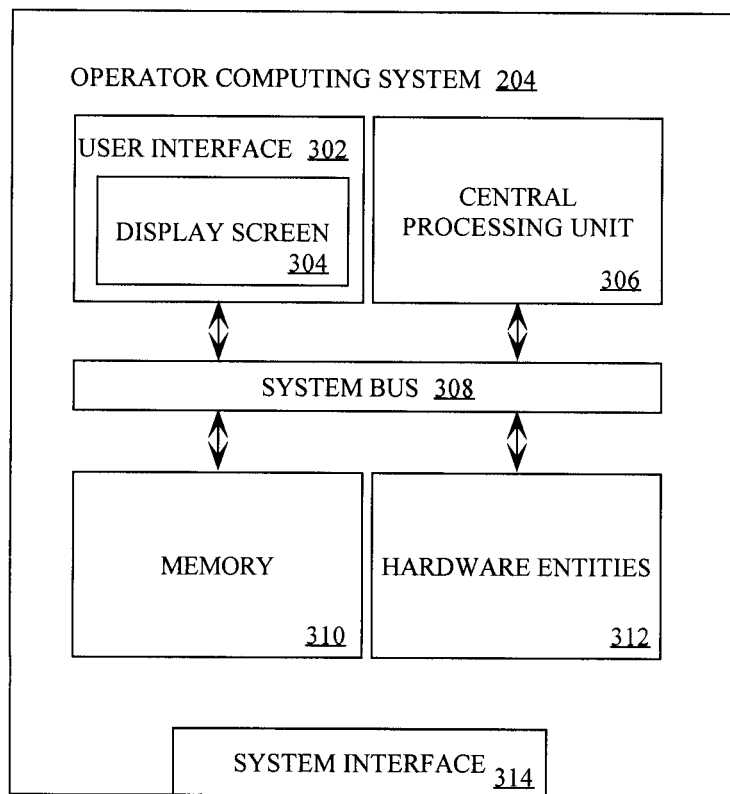 OPERATOR COMPUTING SYSTEM 204
USER INTERFACE 302
DISPLAY SCREEN
304
CENTRAL
PROCESSING UNIT
306
SYSTEM BUS 308
MEMORY
310
HARDWARE ENTITIES
312
SYSTEM INTERFACE
314